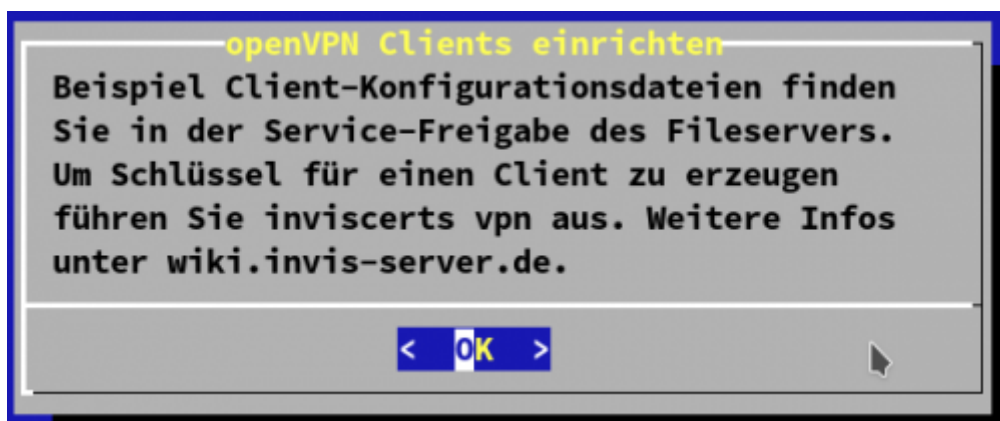 openVPN Clients einrichten
Beispiel Client-Konfigurationsdateien finden
Sie in der Service-Freigabe des Fileservers.
Um Schlüssel für einen Client zu erzeugen
führen Sie inviscerts vpn aus. Weitere Infos
unter wiki.invis-server.de.
< OK >